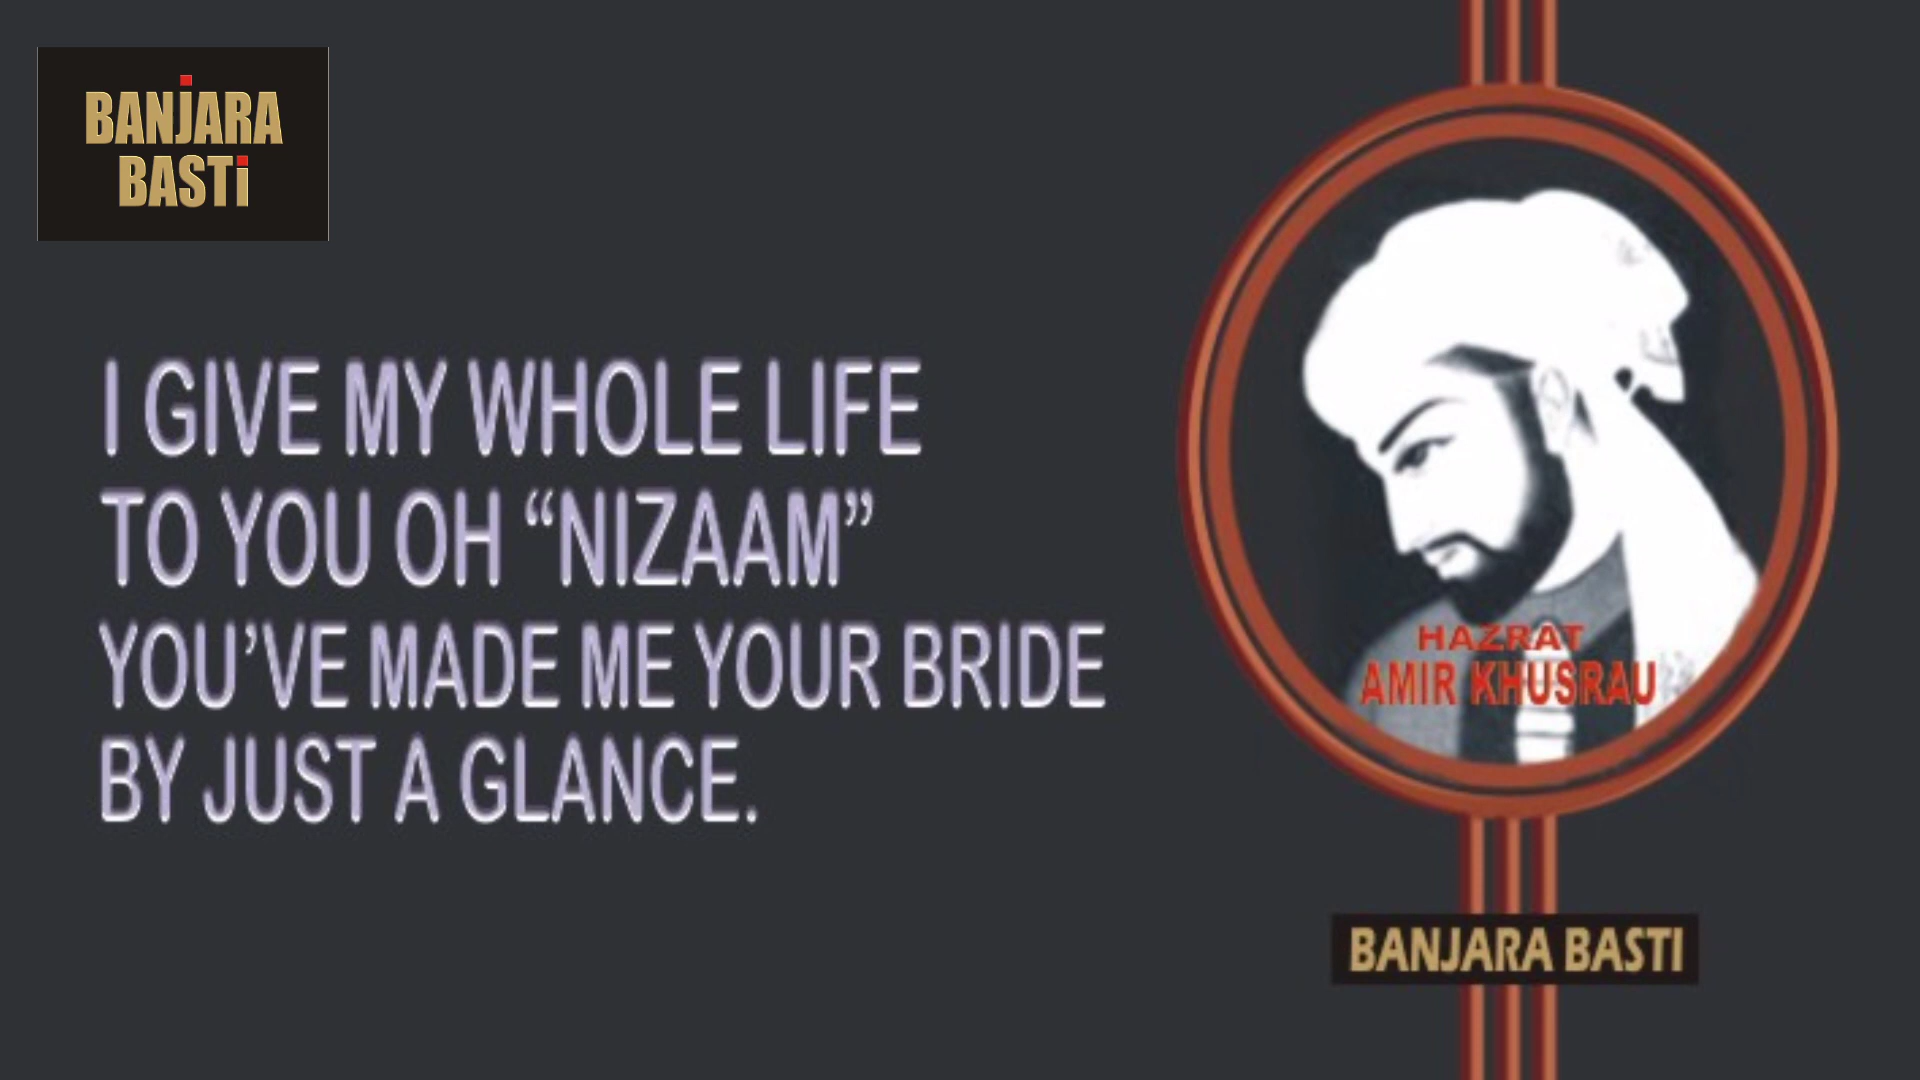 BANJARA
BASTi
I GIVE MY WHOLE LIFE
TO YOU OH “NIZAAM”
YOU’VE MADE ME YOUR BRIDE
BY JUST A GLANCE.
HAZRAT
AMIR KHUSRAU
BANJARA BASTI